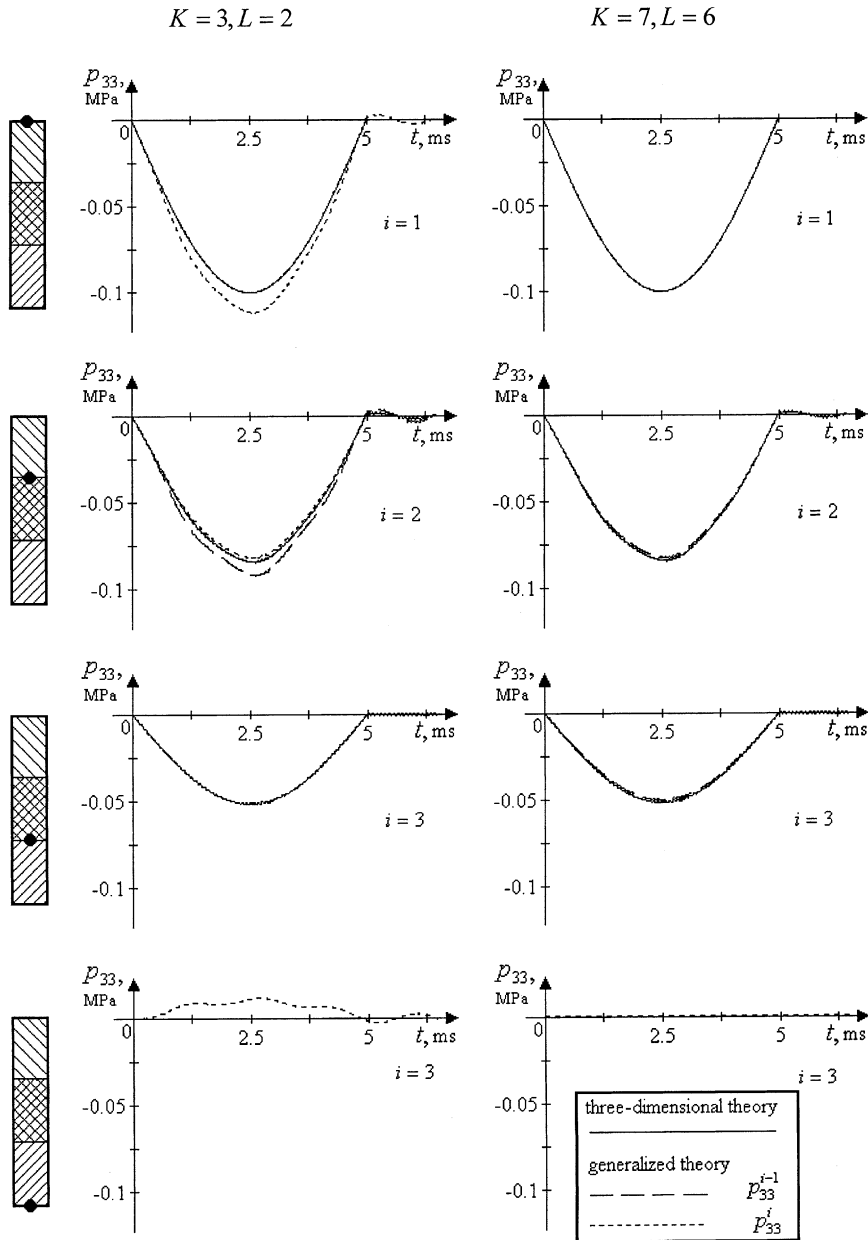 K = 3, L = 2
K = 7, L = 6
p33,
MPa
0
2.5
5
t, ms
-0.05
i = 1
-0.1
p33,
MPa
0
2.5
5
t, ms
-0.05
i = 1
-0.1
p33,
MPa
0
2.5
5
t, ms
-0.05
i = 2
-0.1
p33,
MPa
0
2.5
5
t, ms
-0.05
i = 2
-0.1
p33,
MPa
0
2.5
5
t, ms
-0.05
i = 3
-0.1
p33,
MPa
0
2.5
5
t, ms
-0.05
i = 3
-0.1
p33,
MPa
0
2.5
5
t, ms
-0.05
i = 3
-0.1
p33,
MPa
0
2.5
5
t, ms
-0.05
i = 3
-0.1
three-dimensional theory
generalized theory
p33^i-1
p33^i